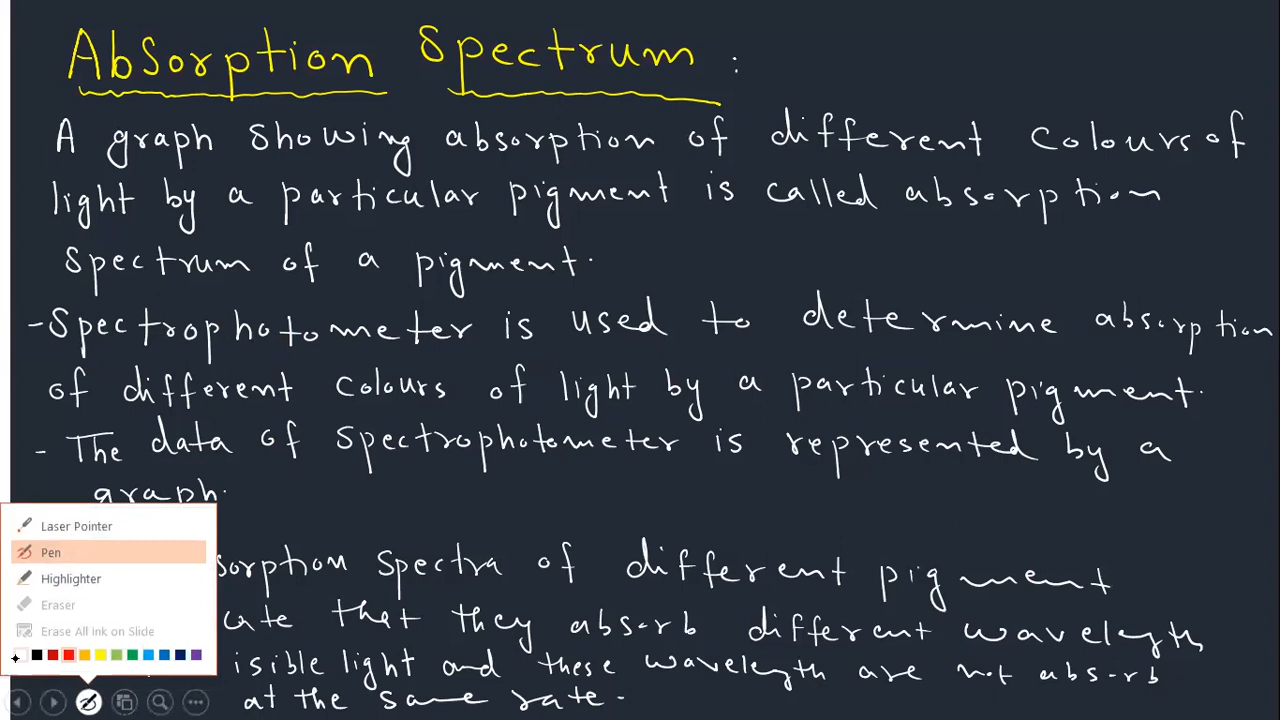 Absorption Spectrum :
A graph showing absorption of different colours of
light by a particular pigment is called absorption
spectrum of a pigment.
- Spectrophotometer is used to determine absorption
of different colours of light by a particular pigment.
- The data of spectrophotometer is represented by a
graph.
Laser Pointer
Pen
Highlighter
Eraser
Erase All Ink on Slide
sorption spectra of different pigment
cate that they absorb different wavelength
isible light and these wavelength are not absorb
at the same rate.